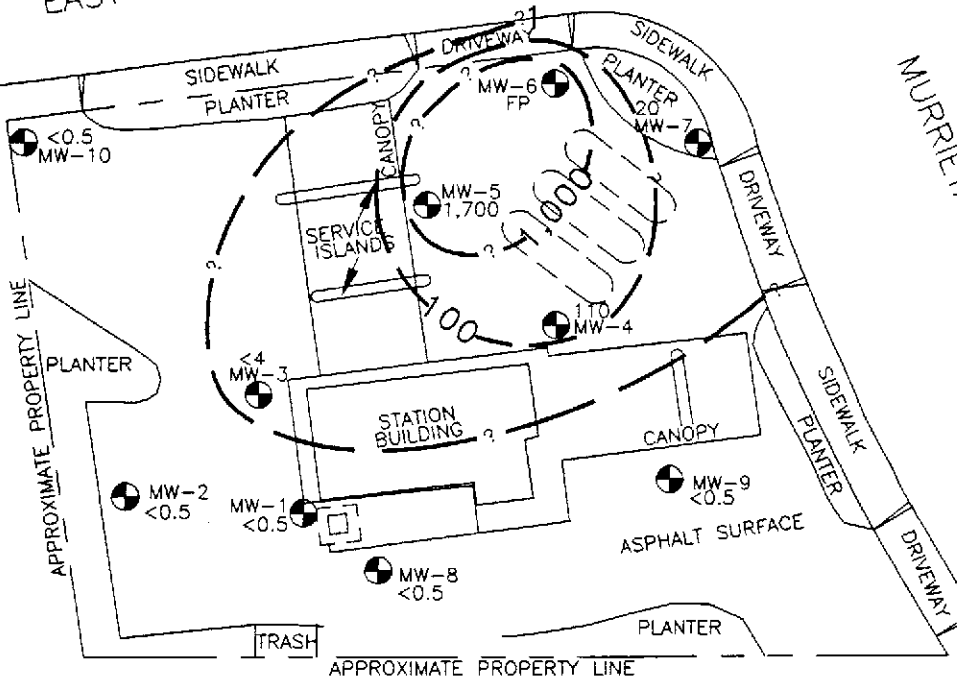 EAST
?1
DRIVEWAY
SIDEWALK
SIDEWALK
PLANTER
PLANTER
?
?
?
MW-6
FP
20
MW-7
<0.5
MW-10
CANOPY
?
?
MW-5
1,700
1,000
SERVICE
ISLANDS
DRIVEWAY
?
?
?
100
110
MW-4
APPROXIMATE PROPERTY LINE
PLANTER
<4
MW-3
STATION
BUILDING
?
CANOPY
SIDEWALK
PLANTER
MW-2
<0.5
MW-1
<0.5
MW-9
<0.5
ASPHALT SURFACE
MW-8
<0.5
DRIVEWAY
TRASH
PLANTER
APPROXIMATE PROPERTY LINE